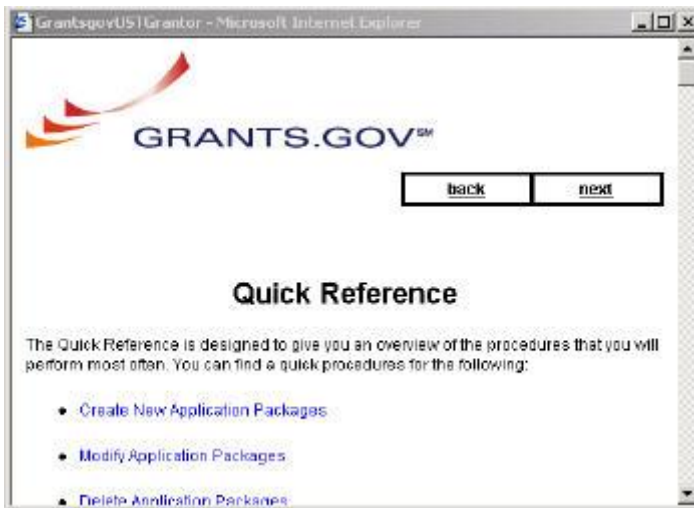 GrantsgovUSTGrantor - Microsoft Internet Explorer
GRANTS.GOV℠
back next
Quick Reference
The Quick Reference is designed to give you an overview of the procedures that you will
perform most often. You can find a quick procedures for the following:
• Create New Application Packages
• Modify Application Packages
• Delete Application Packages